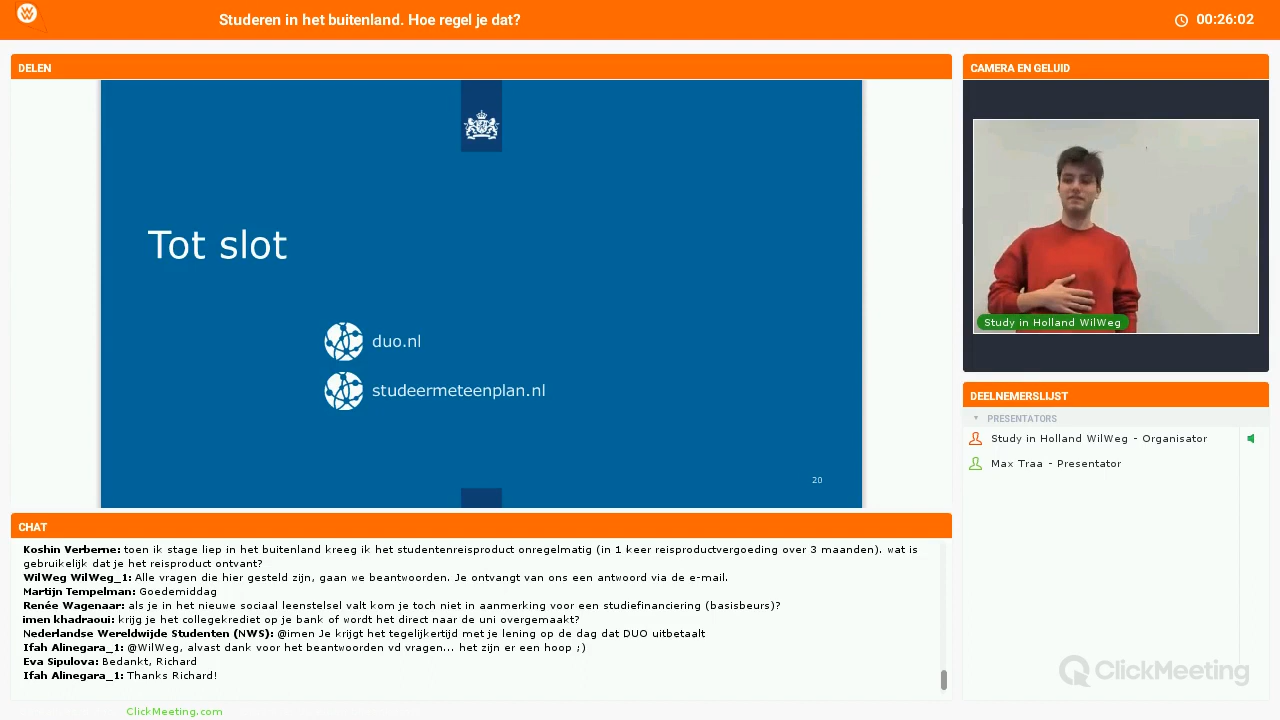 Studeren in het buitenland. Hoe regel je dat?
00:26:02
DELEN
Tot slot
duo.nl
studeermeteenplan.nl
20
CAMERA EN GELUID
Study in Holland WilWeg
DEELNEMERSLIJST
PRESENTATORS
Study in Holland WilWeg - Organisator
Max Traa - Presentator
CHAT
Koshin Verberne: toen ik stage liep in het buitenland kreeg ik het studentenreisproduct onregelmatig (in 1 keer reisproductvergoeding over 3 maanden). wat is
gebruikelijk dat je het reisproduct ontvant?
WilWeg WilWeg_1: Alle vragen die hier gesteld zijn, gaan we beantwoorden. Je ontvangt van ons een antwoord via de e-mail.
Martijn Tempelman: Goedemiddag
Renée Wagenaar: als je in het nieuwe sociaal leenstelsel valt kom je toch niet in aanmerking voor een studiefinanciering (basisbeurs)?
imen khadraoui: krijg je het collegekrediet op je bank of wordt het direct naar de uni overgemaakt?
Nederlandse Wereldwijde Studenten (NWS): @imen Je krijgt het tegelijkertijd met je lening op de dag dat DUO uitbetaalt
Ifah Alinegara_1: @WilWeg, alvast dank voor het beantwoorden vd vragen... het zijn er een hoop ;)
Eva Sipulova: Bedankt, Richard
Ifah Alinegara_1: Thanks Richard!
ClickMeeting
ClickMeeting.com